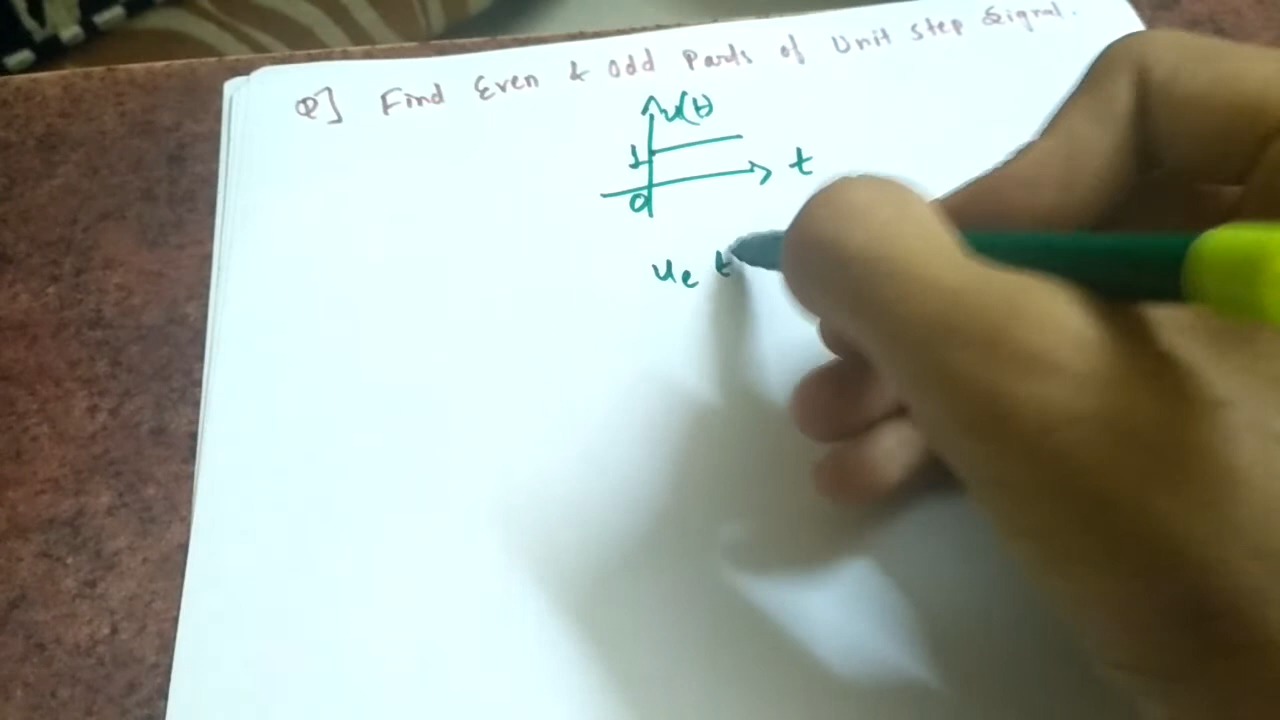 Q] Find Even & Odd Parts of Unit Step Signal.
u(t)
1
t
0
ue t